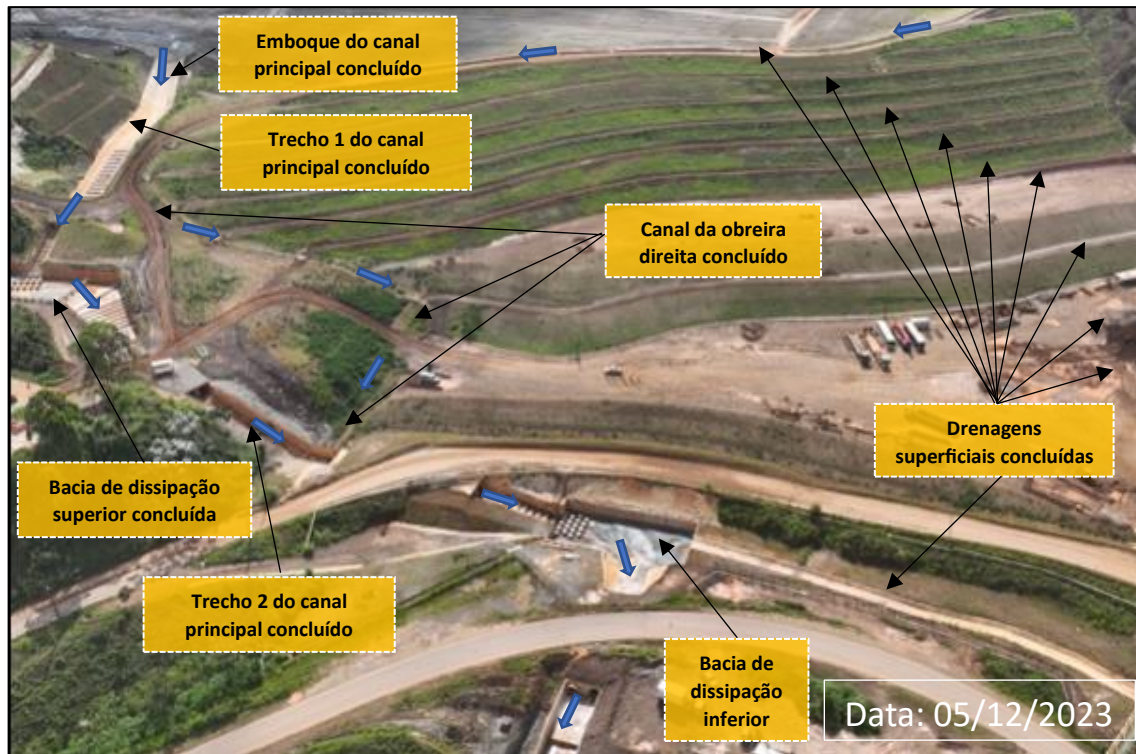 Emboque do canal
principal concluído
Trecho 1 do canal
principal concluído
Canal da obreira
direita concluído
Drenagens
superficiais concluídas
Bacia de dissipação
superior concluída
Trecho 2 do canal
principal concluído
Bacia de
dissipação
inferior
Data: 05/12/2023